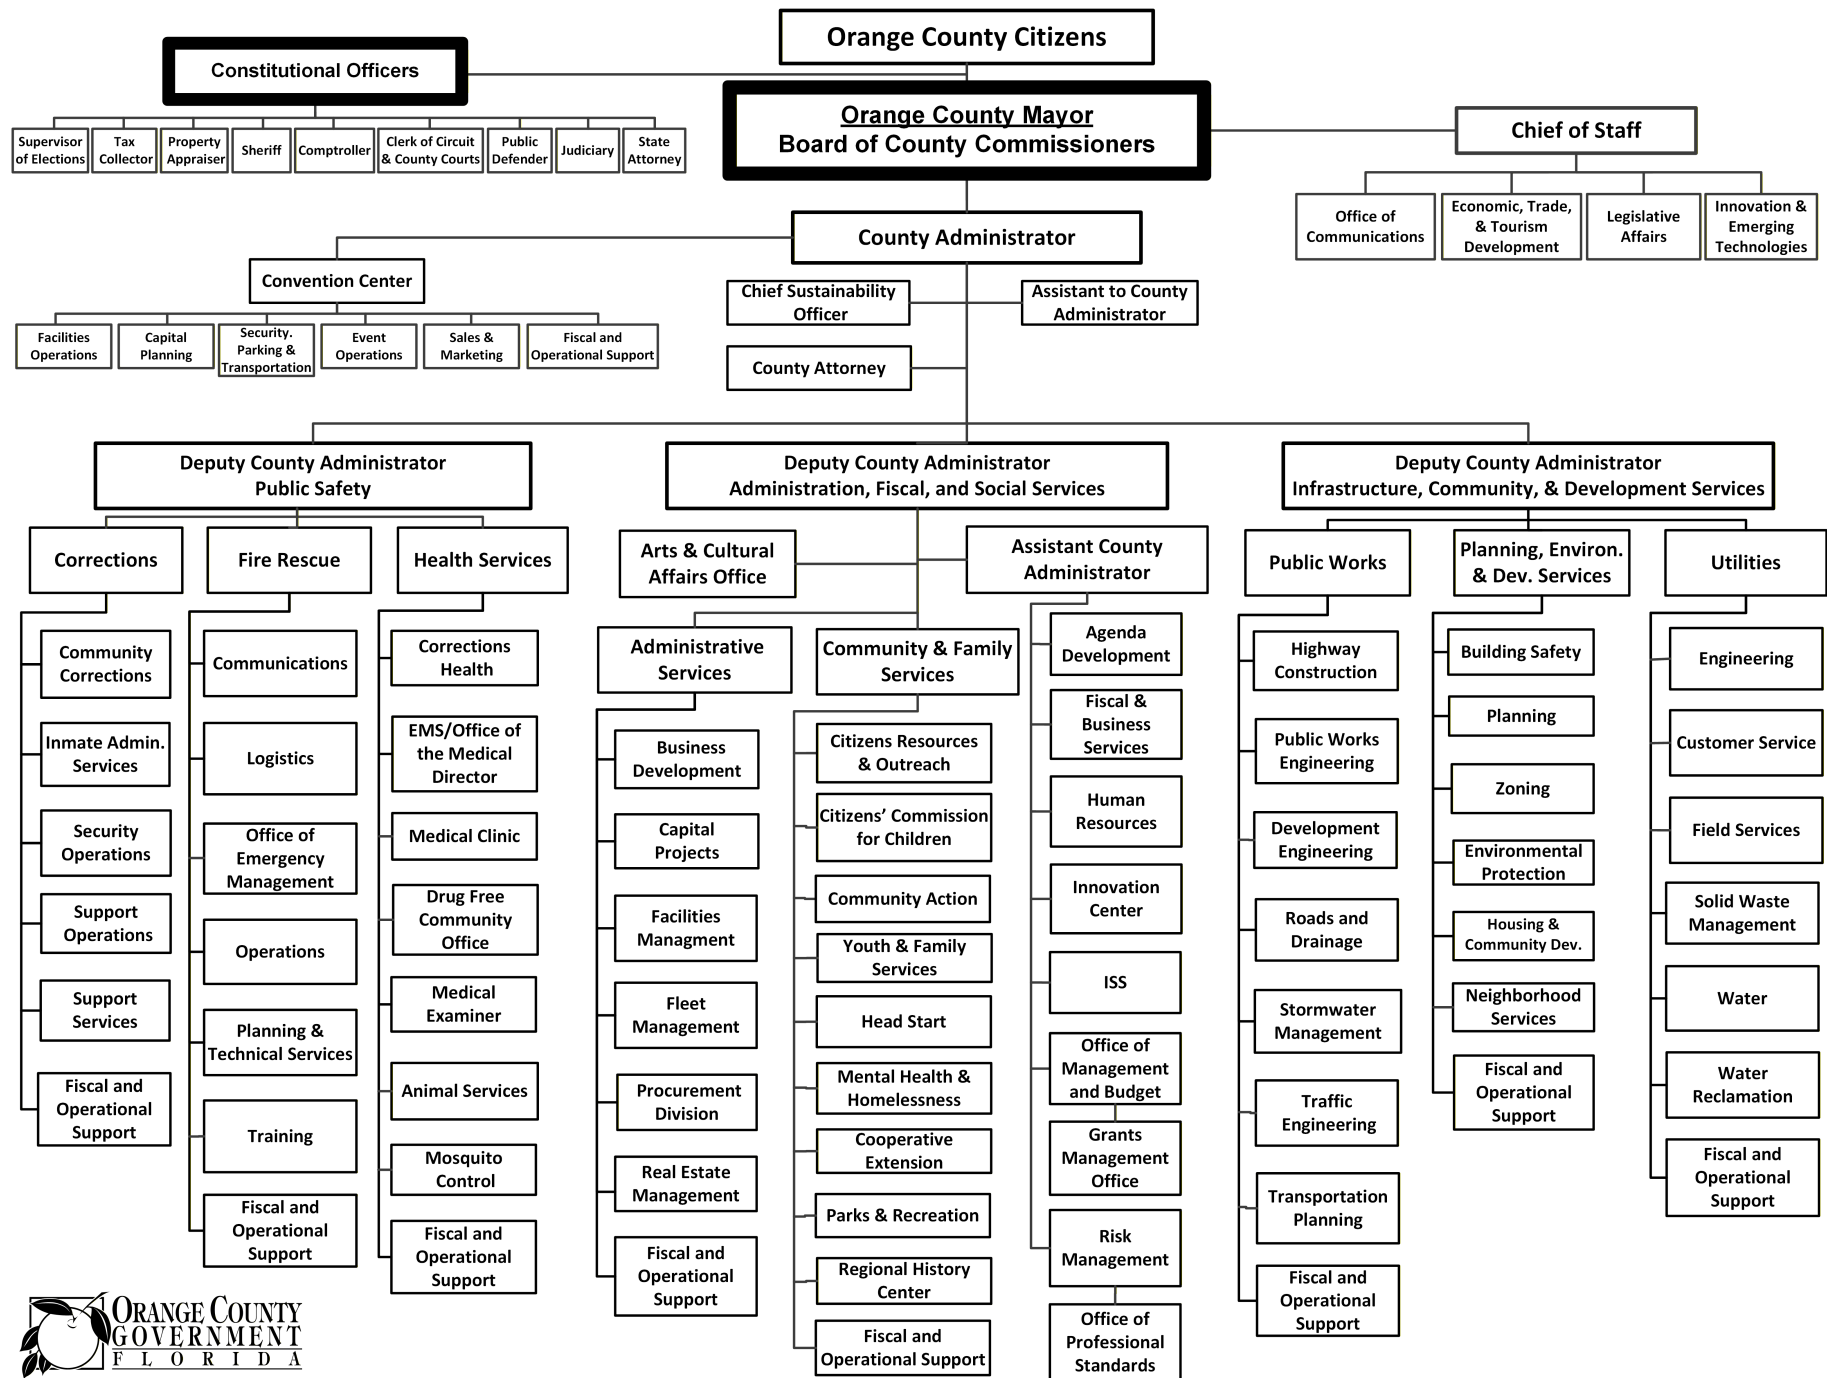 Orange County Citizens
Constitutional Officers
Supervisor
of Elections
Tax
Collector
Property
Appraiser
Sheriff
Comptroller
Clerk of Circuit
& County Courts
Public
Defender
Judiciary
State
Attorney
Orange County Mayor
Board of County Commissioners
Chief of Staff
Office of
Communications
Economic, Trade,
& Tourism
Development
Legislative
Affairs
Innovation &
Emerging
Technologies
County Administrator
Convention Center
Facilities
Operations
Capital
Planning
Security.
Parking &
Transportation
Event
Operations
Sales &
Marketing
Fiscal and
Operational Support
Chief Sustainability
Officer
Assistant to County
Administrator
County Attorney
Deputy County Administrator
Public Safety
Corrections
Community
Corrections
Inmate Admin.
Services
Security
Operations
Support
Operations
Support
Services
Fiscal and
Operational
Support
Fire Rescue
Communications
Logistics
Office of
Emergency
Management
Operations
Planning &
Technical Services
Training
Fiscal and
Operational
Support
Health Services
Corrections
Health
EMS/Office of
the Medical
Director
Medical Clinic
Drug Free
Community
Office
Medical
Examiner
Animal Services
Mosquito
Control
Fiscal and
Operational
Support
Deputy County Administrator
Administration, Fiscal, and Social Services
Arts & Cultural
Affairs Office
Administrative
Services
Business
Development
Capital
Projects
Facilities
Managment
Fleet
Management
Procurement
Division
Real Estate
Management
Fiscal and
Operational
Support
Community & Family
Services
Citizens Resources
& Outreach
Citizens’ Commission
for Children
Community Action
Youth & Family
Services
Head Start
Mental Health &
Homelessness
Cooperative
Extension
Parks & Recreation
Regional History
Center
Fiscal and
Operational Support
Assistant County
Administrator
Agenda
Development
Fiscal &
Business
Services
Human
Resources
Innovation
Center
ISS
Office of
Management
and Budget
Grants
Management
Office
Risk
Management
Office of
Professional
Standards
Deputy County Administrator
Infrastructure, Community, & Development Services
Public Works
Highway
Construction
Public Works
Engineering
Development
Engineering
Roads and
Drainage
Stormwater
Management
Traffic
Engineering
Transportation
Planning
Fiscal and
Operational
Support
Planning, Environ.
& Dev. Services
Building Safety
Planning
Zoning
Environmental
Protection
Housing &
Community Dev.
Neighborhood
Services
Fiscal and
Operational
Support
Utilities
Engineering
Customer Service
Field Services
Solid Waste
Management
Water
Water
Reclamation
Fiscal and
Operational
Support
ORANGE COUNTY
GOVERNMENT
FLORIDA